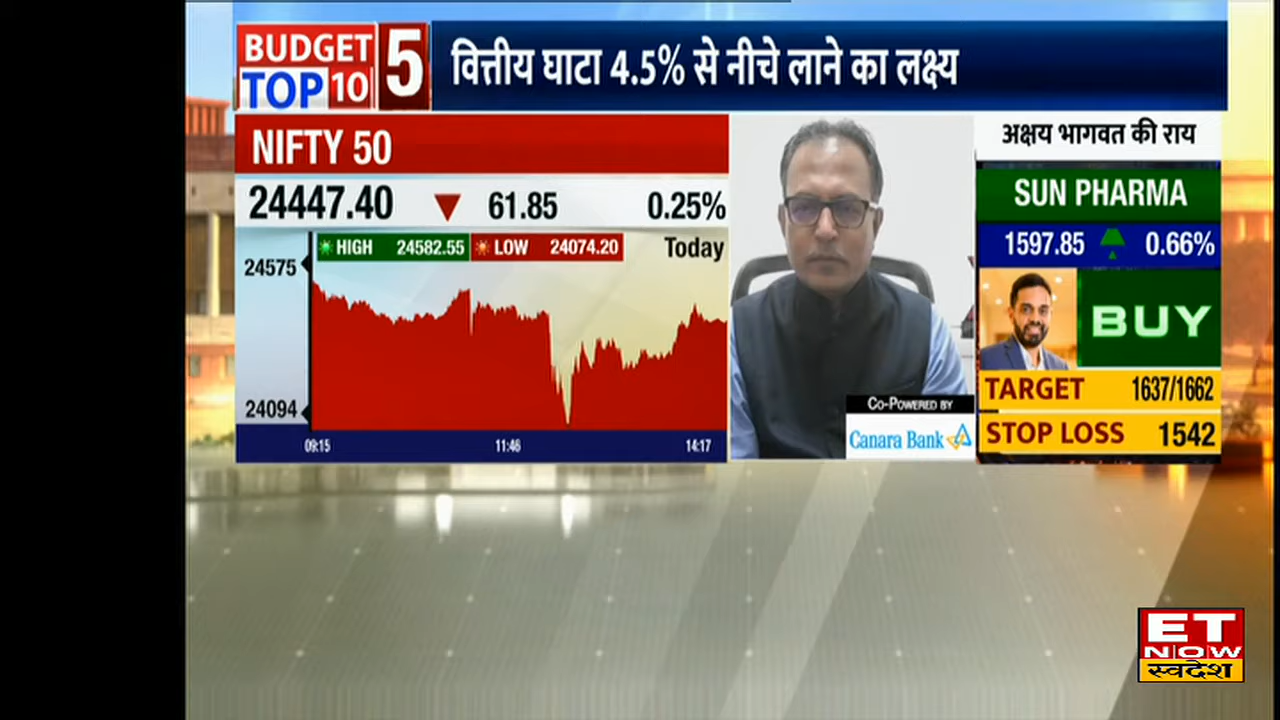 BUDGET
TOP 10
5
वित्तीय घाटा 4.5% से नीचे लाने का लक्ष्य
NIFTY 50
24447.40 ▼ 61.85 0.25%
HIGH 24582.55 LOW 24074.20 Today
24575
24094
09:15 11:46 14:17
CO-POWERED BY
Canara Bank
अक्षय भागवत की राय
SUN PHARMA
1597.85 0.66%
BUY
TARGET 1637/1662
STOP LOSS 1542
ET
NOW
स्वदेश